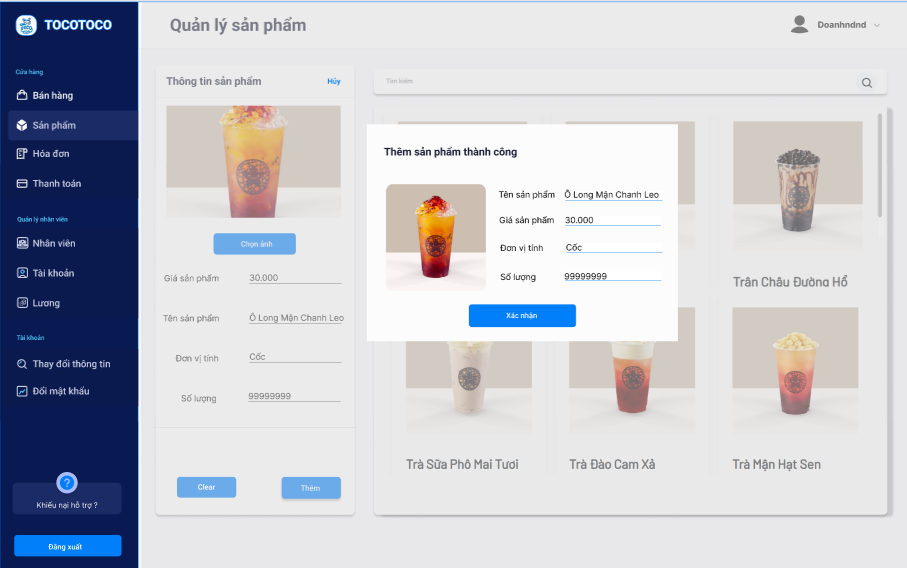 TOCOTOCO
Quản lý sản phẩm
Doanhndnd
Cửa hàng
Bán hàng
Sản phẩm
Hóa đơn
Thanh toán
Quản lý nhân viên
Nhân viên
Tài khoản
Lương
Tài khoản
Thay đổi thông tin
Đổi mật khẩu
Khiếu nại hỗ trợ ?
Đăng xuất
Thông tin sản phẩm
Hủy
Chọn ảnh
Giá sản phẩm 30.000
Tên sản phẩm Ô Long Mận Chanh Leo
Đơn vị tính Cốc
Số lượng 99999999
Clear
Thêm
Tìm kiếm
Thêm sản phẩm thành công
Tên sản phẩm Ô Long Mận Chanh Leo
Giá sản phẩm 30.000
Đơn vị tính Cốc
Số lượng 99999999
Xác nhận
Trân Châu Đường Hổ
Trà Sữa Phô Mai Tươi
Trà Đào Cam Xả
Trà Mận Hạt Sen